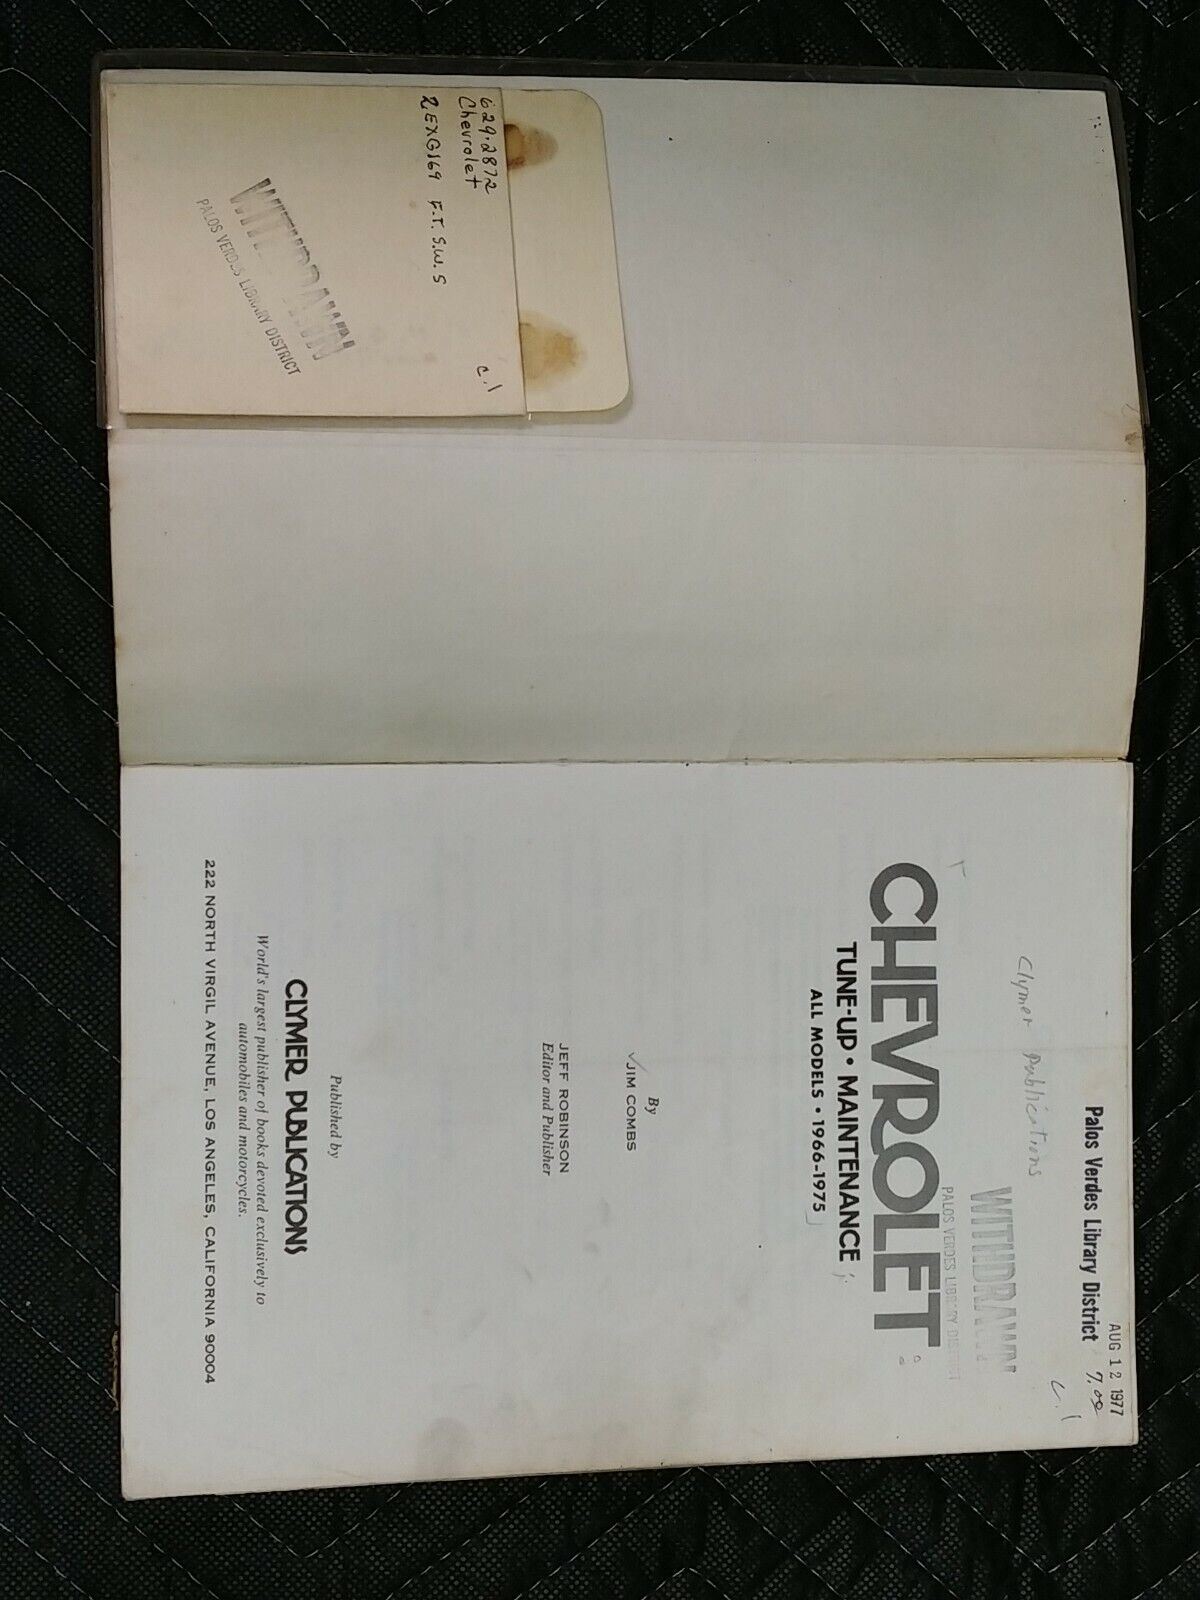 629.2872
Chevrolet
2EXG169 F.T. S.W.S
c.1
WITHDRAWN
PALOS VERDES LIBRARY DISTRICT
AUG 12 1977
Palos Verdes Library District 7.00
c.1
Clymer Publications
WITHDRAWN
PALOS VERDES LIBRARY DISTRICT
CHEVROLET
TUNE-UP • MAINTENANCE
ALL MODELS • 1966-1975
By
JIM COMBS
JEFF ROBINSON
Editor and Publisher
Published by
CLYMER PUBLICATIONS
World's largest publisher of books devoted exclusively to
automobiles and motorcycles.
222 NORTH VIRGIL AVENUE, LOS ANGELES, CALIFORNIA 90004